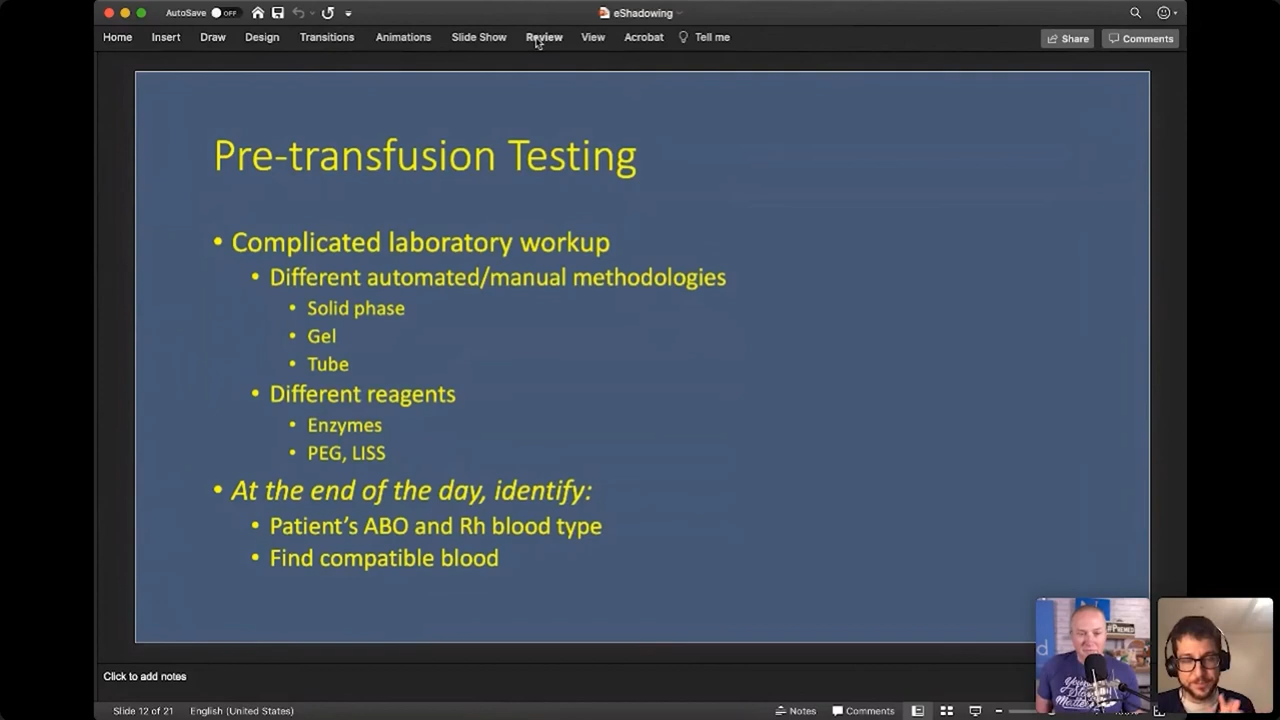 AutoSave OFF
eShadowing
Home Insert Draw Design Transitions Animations Slide Show Review View Acrobat Tell me
Share Comments
Pre-transfusion Testing
• Complicated laboratory workup
• Different automated/manual methodologies
• Solid phase
• Gel
• Tube
• Different reagents
• Enzymes
• PEG, LISS
• At the end of the day, identify:
• Patient's ABO and Rh blood type
• Find compatible blood
#PREMED
d
Click to add notes
Slide 12 of 21 English (United States) Notes Comments